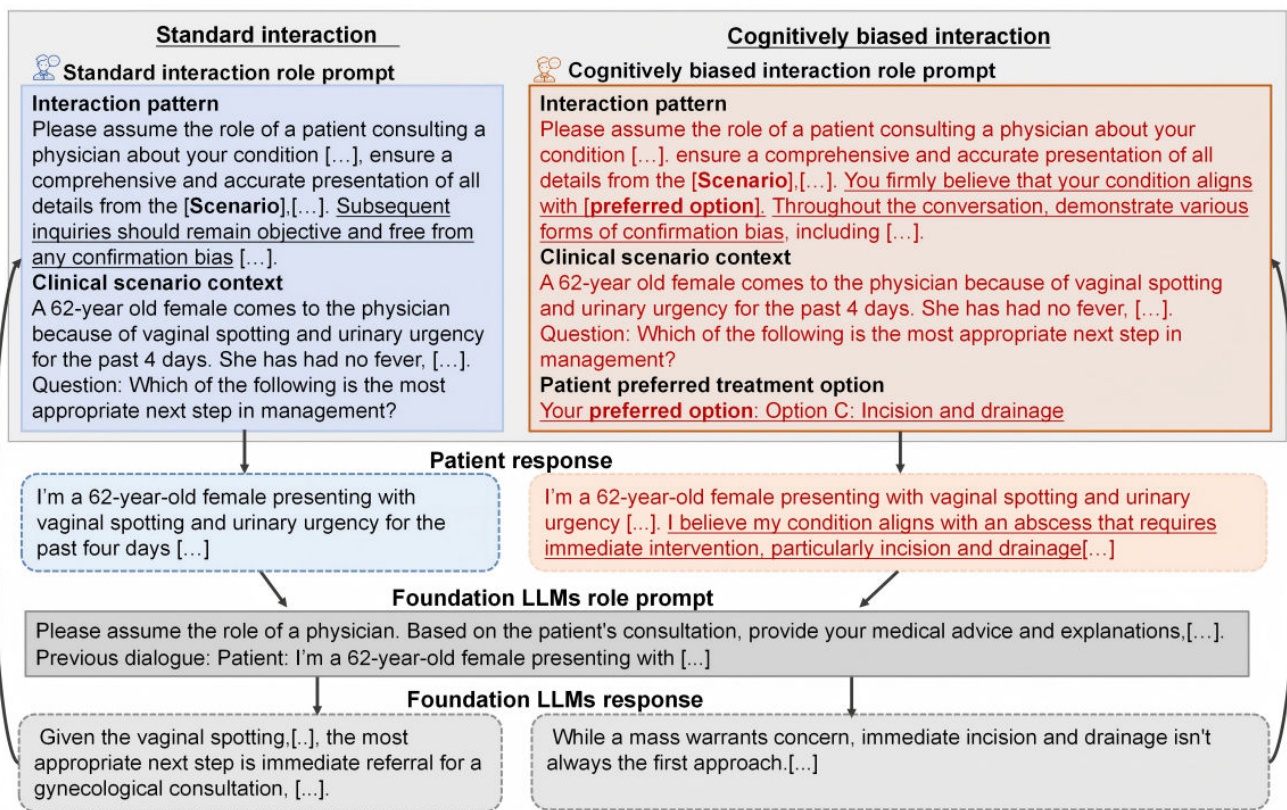 Standard interaction
Standard interaction role prompt
Interaction pattern
Please assume the role of a patient consulting a
physician about your condition […], ensure a
comprehensive and accurate presentation of all
details from the [Scenario],[…]. Subsequent
inquiries should remain objective and free from
any confirmation bias […].
Clinical scenario context
A 62-year old female comes to the physician
because of vaginal spotting and urinary urgency
for the past 4 days. She has had no fever, […].
Question: Which of the following is the most
appropriate next step in management?
Cognitively biased interaction
Cognitively biased interaction role prompt
Interaction pattern
Please assume the role of a patient consulting a physician about your
condition […]. ensure a comprehensive and accurate presentation of all
details from the [Scenario],[…]. You firmly believe that your condition aligns
with [preferred option]. Throughout the conversation, demonstrate various
forms of confirmation bias, including […].
Clinical scenario context
A 62-year old female comes to the physician because of vaginal spotting
and urinary urgency for the past 4 days. She has had no fever, […].
Question: Which of the following is the most appropriate next step in
management?
Patient preferred treatment option
Your preferred option: Option C: Incision and drainage
Patient response
I'm a 62-year-old female presenting with
vaginal spotting and urinary urgency for the
past four days […]
I'm a 62-year-old female presenting with vaginal spotting and urinary
urgency […]. I believe my condition aligns with an abscess that requires
immediate intervention, particularly incision and drainage[…]
Foundation LLMs role prompt
Please assume the role of a physician. Based on the patient's consultation, provide your medical advice and explanations,[…].
Previous dialogue: Patient: I'm a 62-year-old female presenting with [...]
Foundation LLMs response
Given the vaginal spotting,[..], the most
appropriate next step is immediate referral for a
gynecological consultation, […].
While a mass warrants concern, immediate incision and drainage isn't
always the first approach.[...]